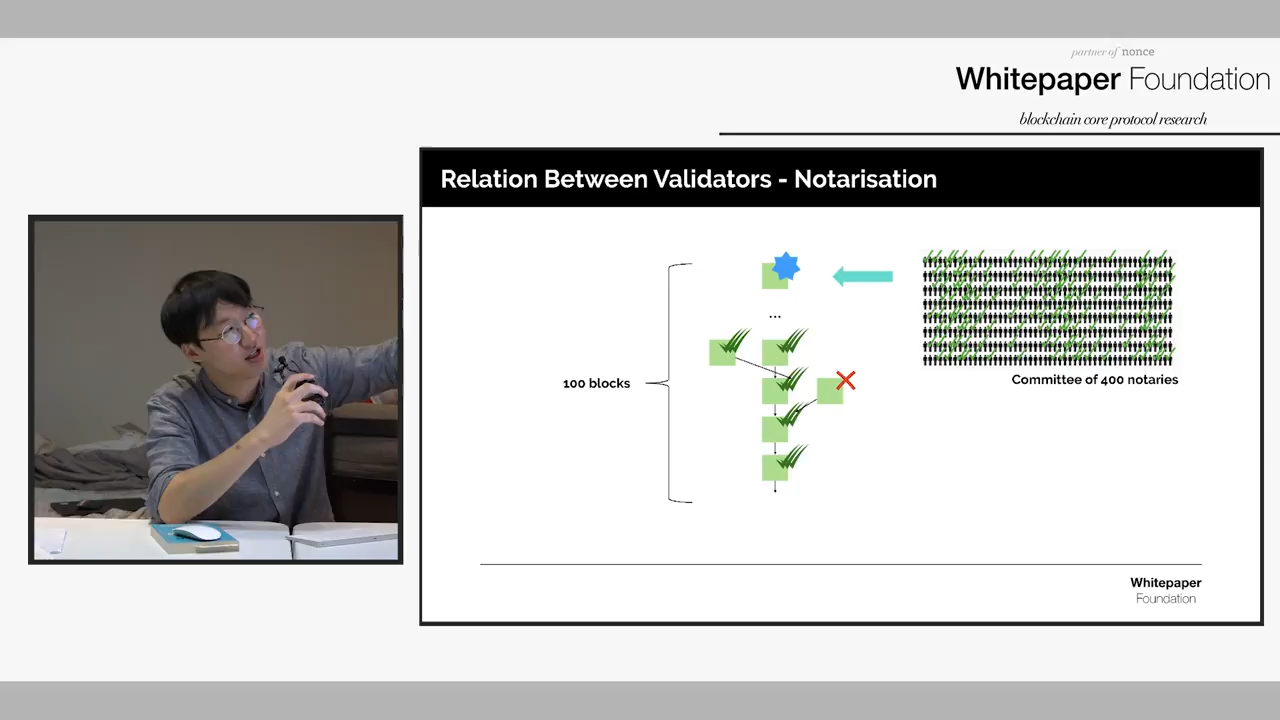 partner of nonce
Whitepaper Foundation
blockchain core protocol research
Relation Between Validators - Notarisation
...
100 blocks
Committee of 400 notaries
Whitepaper
Foundation